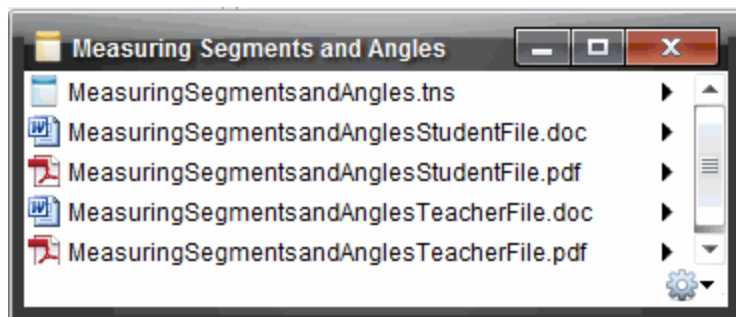 Measuring Segments and Angles
MeasuringSegmentsandAngles.tns
MeasuringSegmentsandAnglesStudentFile.doc
MeasuringSegmentsandAnglesStudentFile.pdf
MeasuringSegmentsandAnglesTeacherFile.doc
MeasuringSegmentsandAnglesTeacherFile.pdf